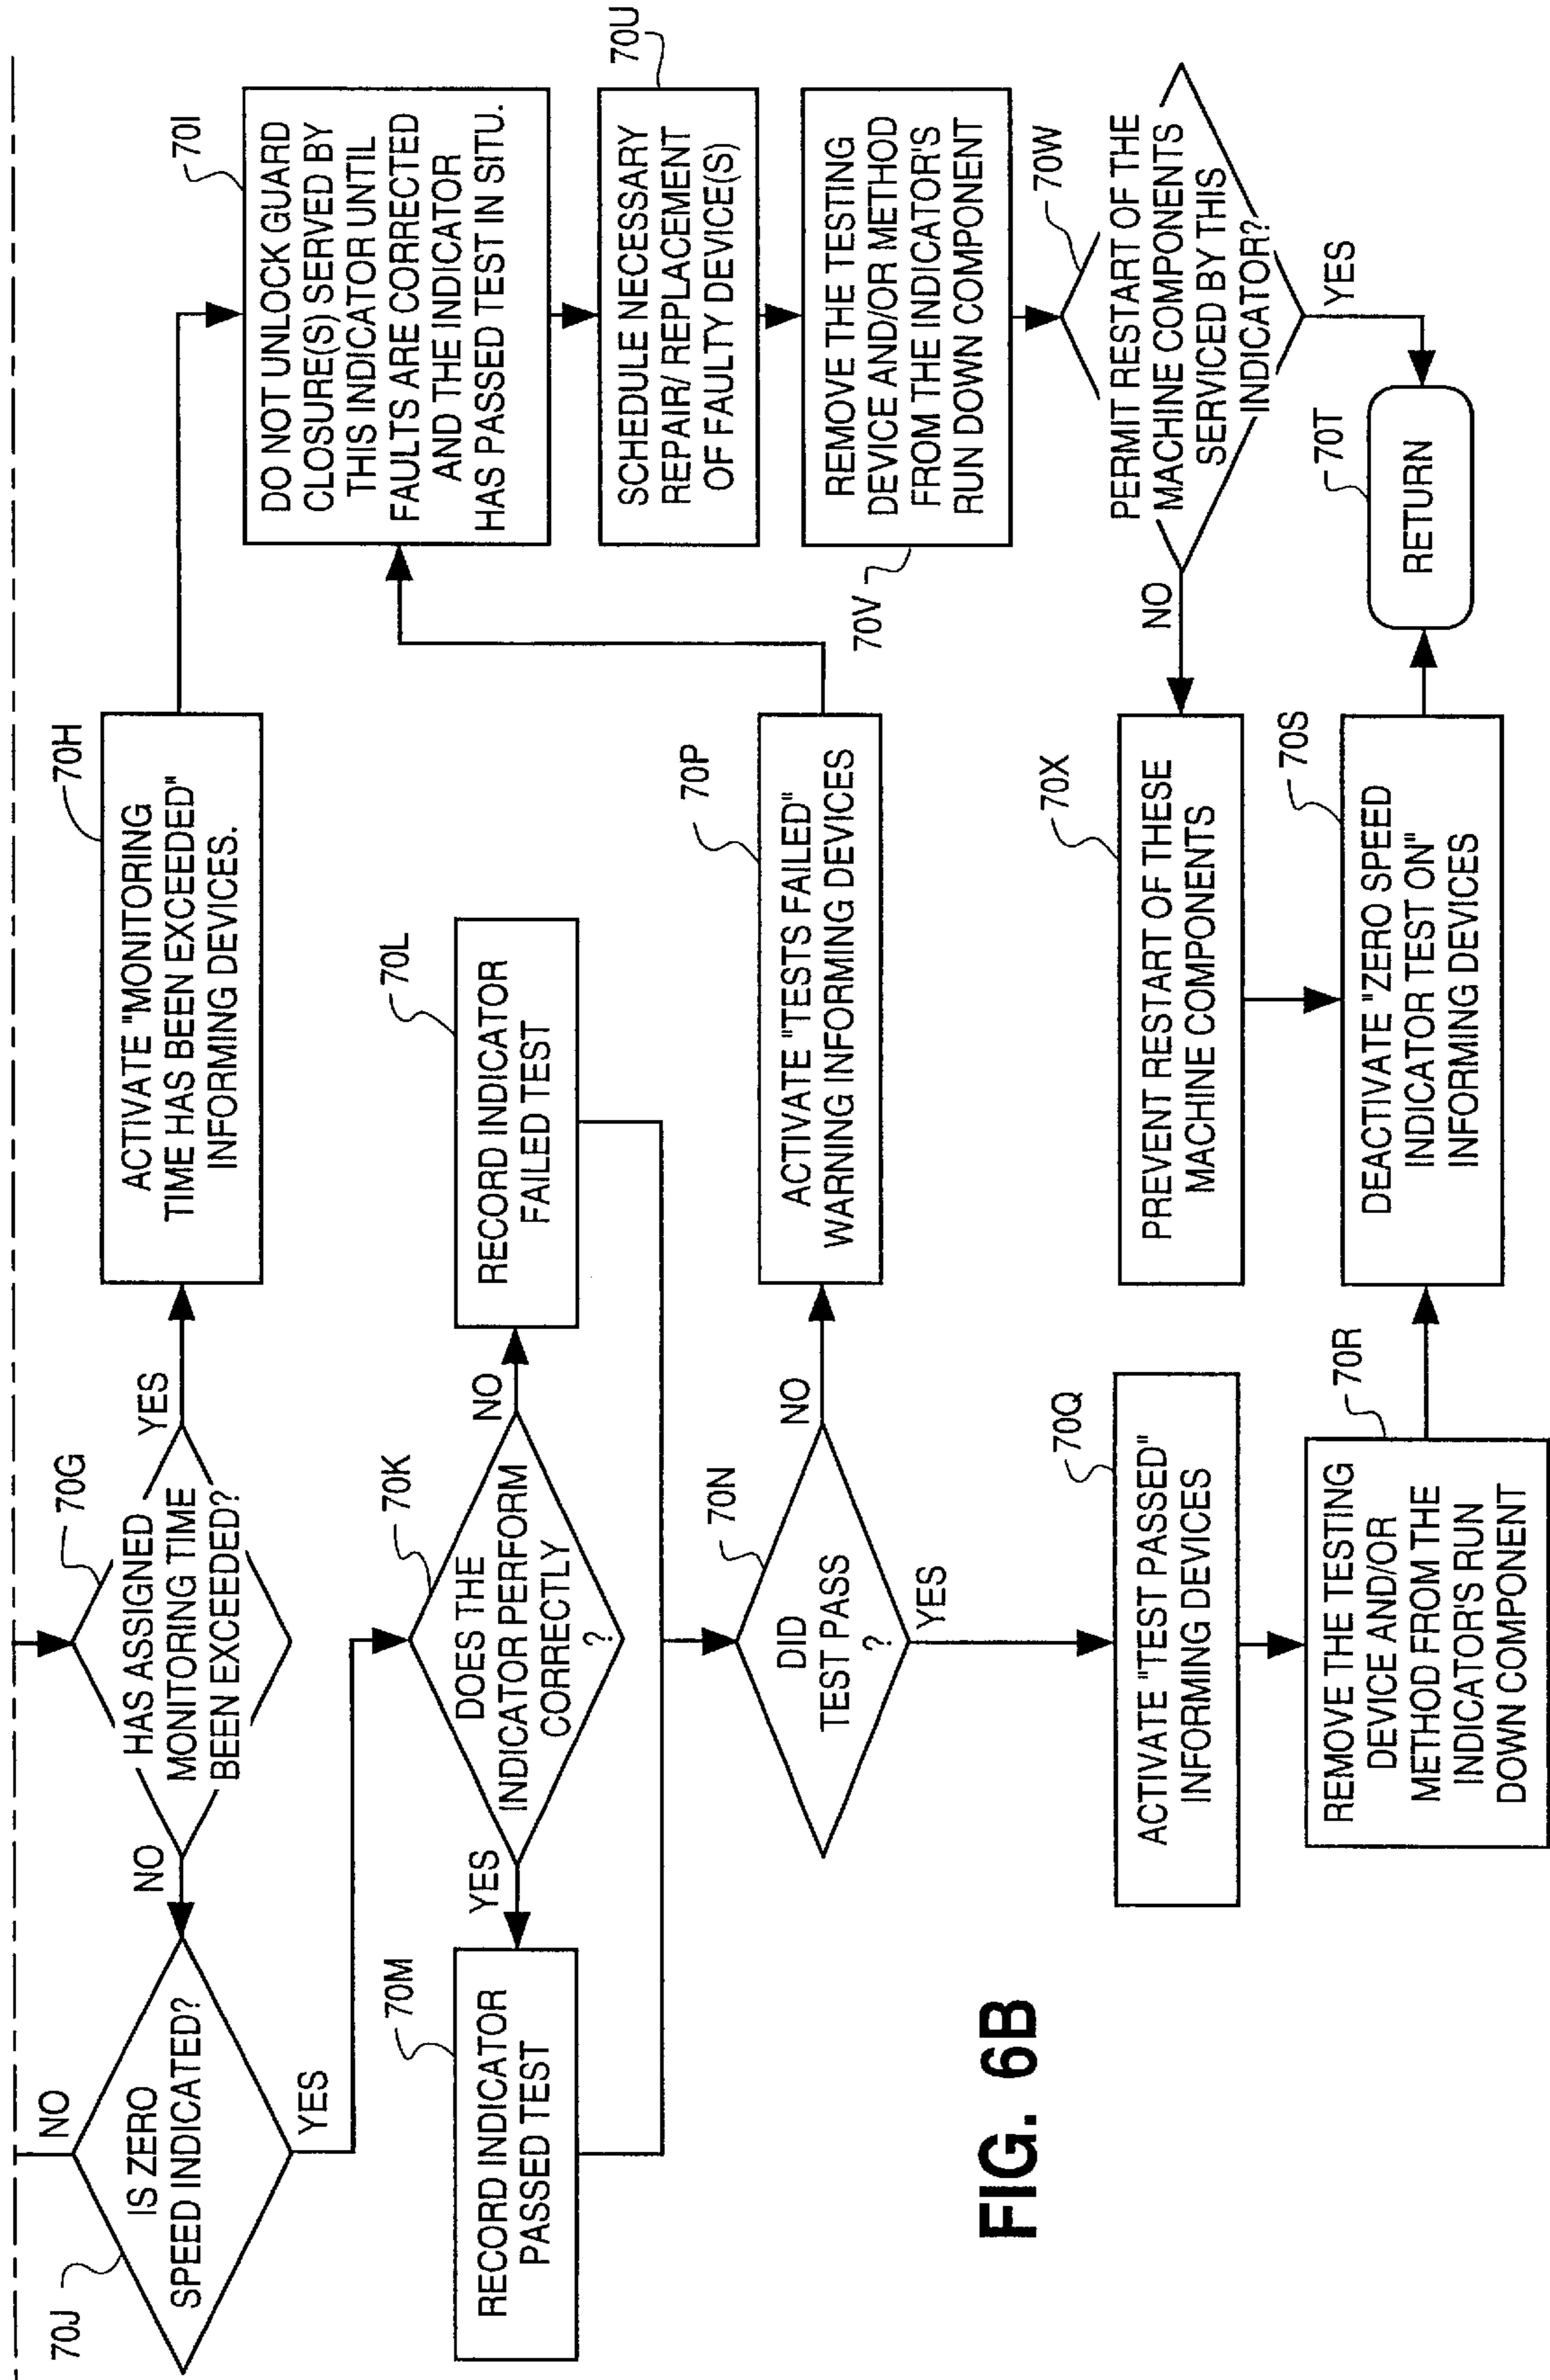 70G
HAS ASSIGNED
MONITORING TIME
BEEN EXCEEDED?
YES
NO
70H
ACTIVATE "MONITORING
TIME HAS BEEN EXCEEDED"
INFORMING DEVICES.
70I
DO NOT UNLOCK GUARD
CLOSURE(S) SERVED BY
THIS INDICATOR UNTIL
FAULTS ARE CORRECTED
AND THE INDICATOR
HAS PASSED TEST IN SITU.
70J
IS ZERO
SPEED INDICATED?
NO
YES
70K
DOES THE
INDICATOR PERFORM
CORRECTLY
?
NO
YES
70L
RECORD INDICATOR
FAILED TEST
70M
RECORD INDICATOR
PASSED TEST
70N
DID
TEST PASS
?
NO
YES
70P
ACTIVATE "TESTS FAILED"
WARNING INFORMING DEVICES
70U
SCHEDULE NECESSARY
REPAIR/ REPLACEMENT
OF FAULTY DEVICE(S)
70V
REMOVE THE TESTING
DEVICE AND/OR METHOD
FROM THE INDICATOR'S
RUN DOWN COMPONENT
70W
PERMIT RESTART OF THE
MACHINE COMPONENTS
SERVICED BY THIS
INDICATOR?
NO
YES
70X
PREVENT RESTART OF THESE
MACHINE COMPONENTS
70Q
ACTIVATE "TEST PASSED"
INFORMING DEVICES
70R
REMOVE THE TESTING
DEVICE AND/OR
METHOD FROM THE
INDICATOR'S RUN
DOWN COMPONENT
70S
DEACTIVATE "ZERO SPEED
INDICATOR TEST ON"
INFORMING DEVICES
70T
RETURN
FIG. 6B